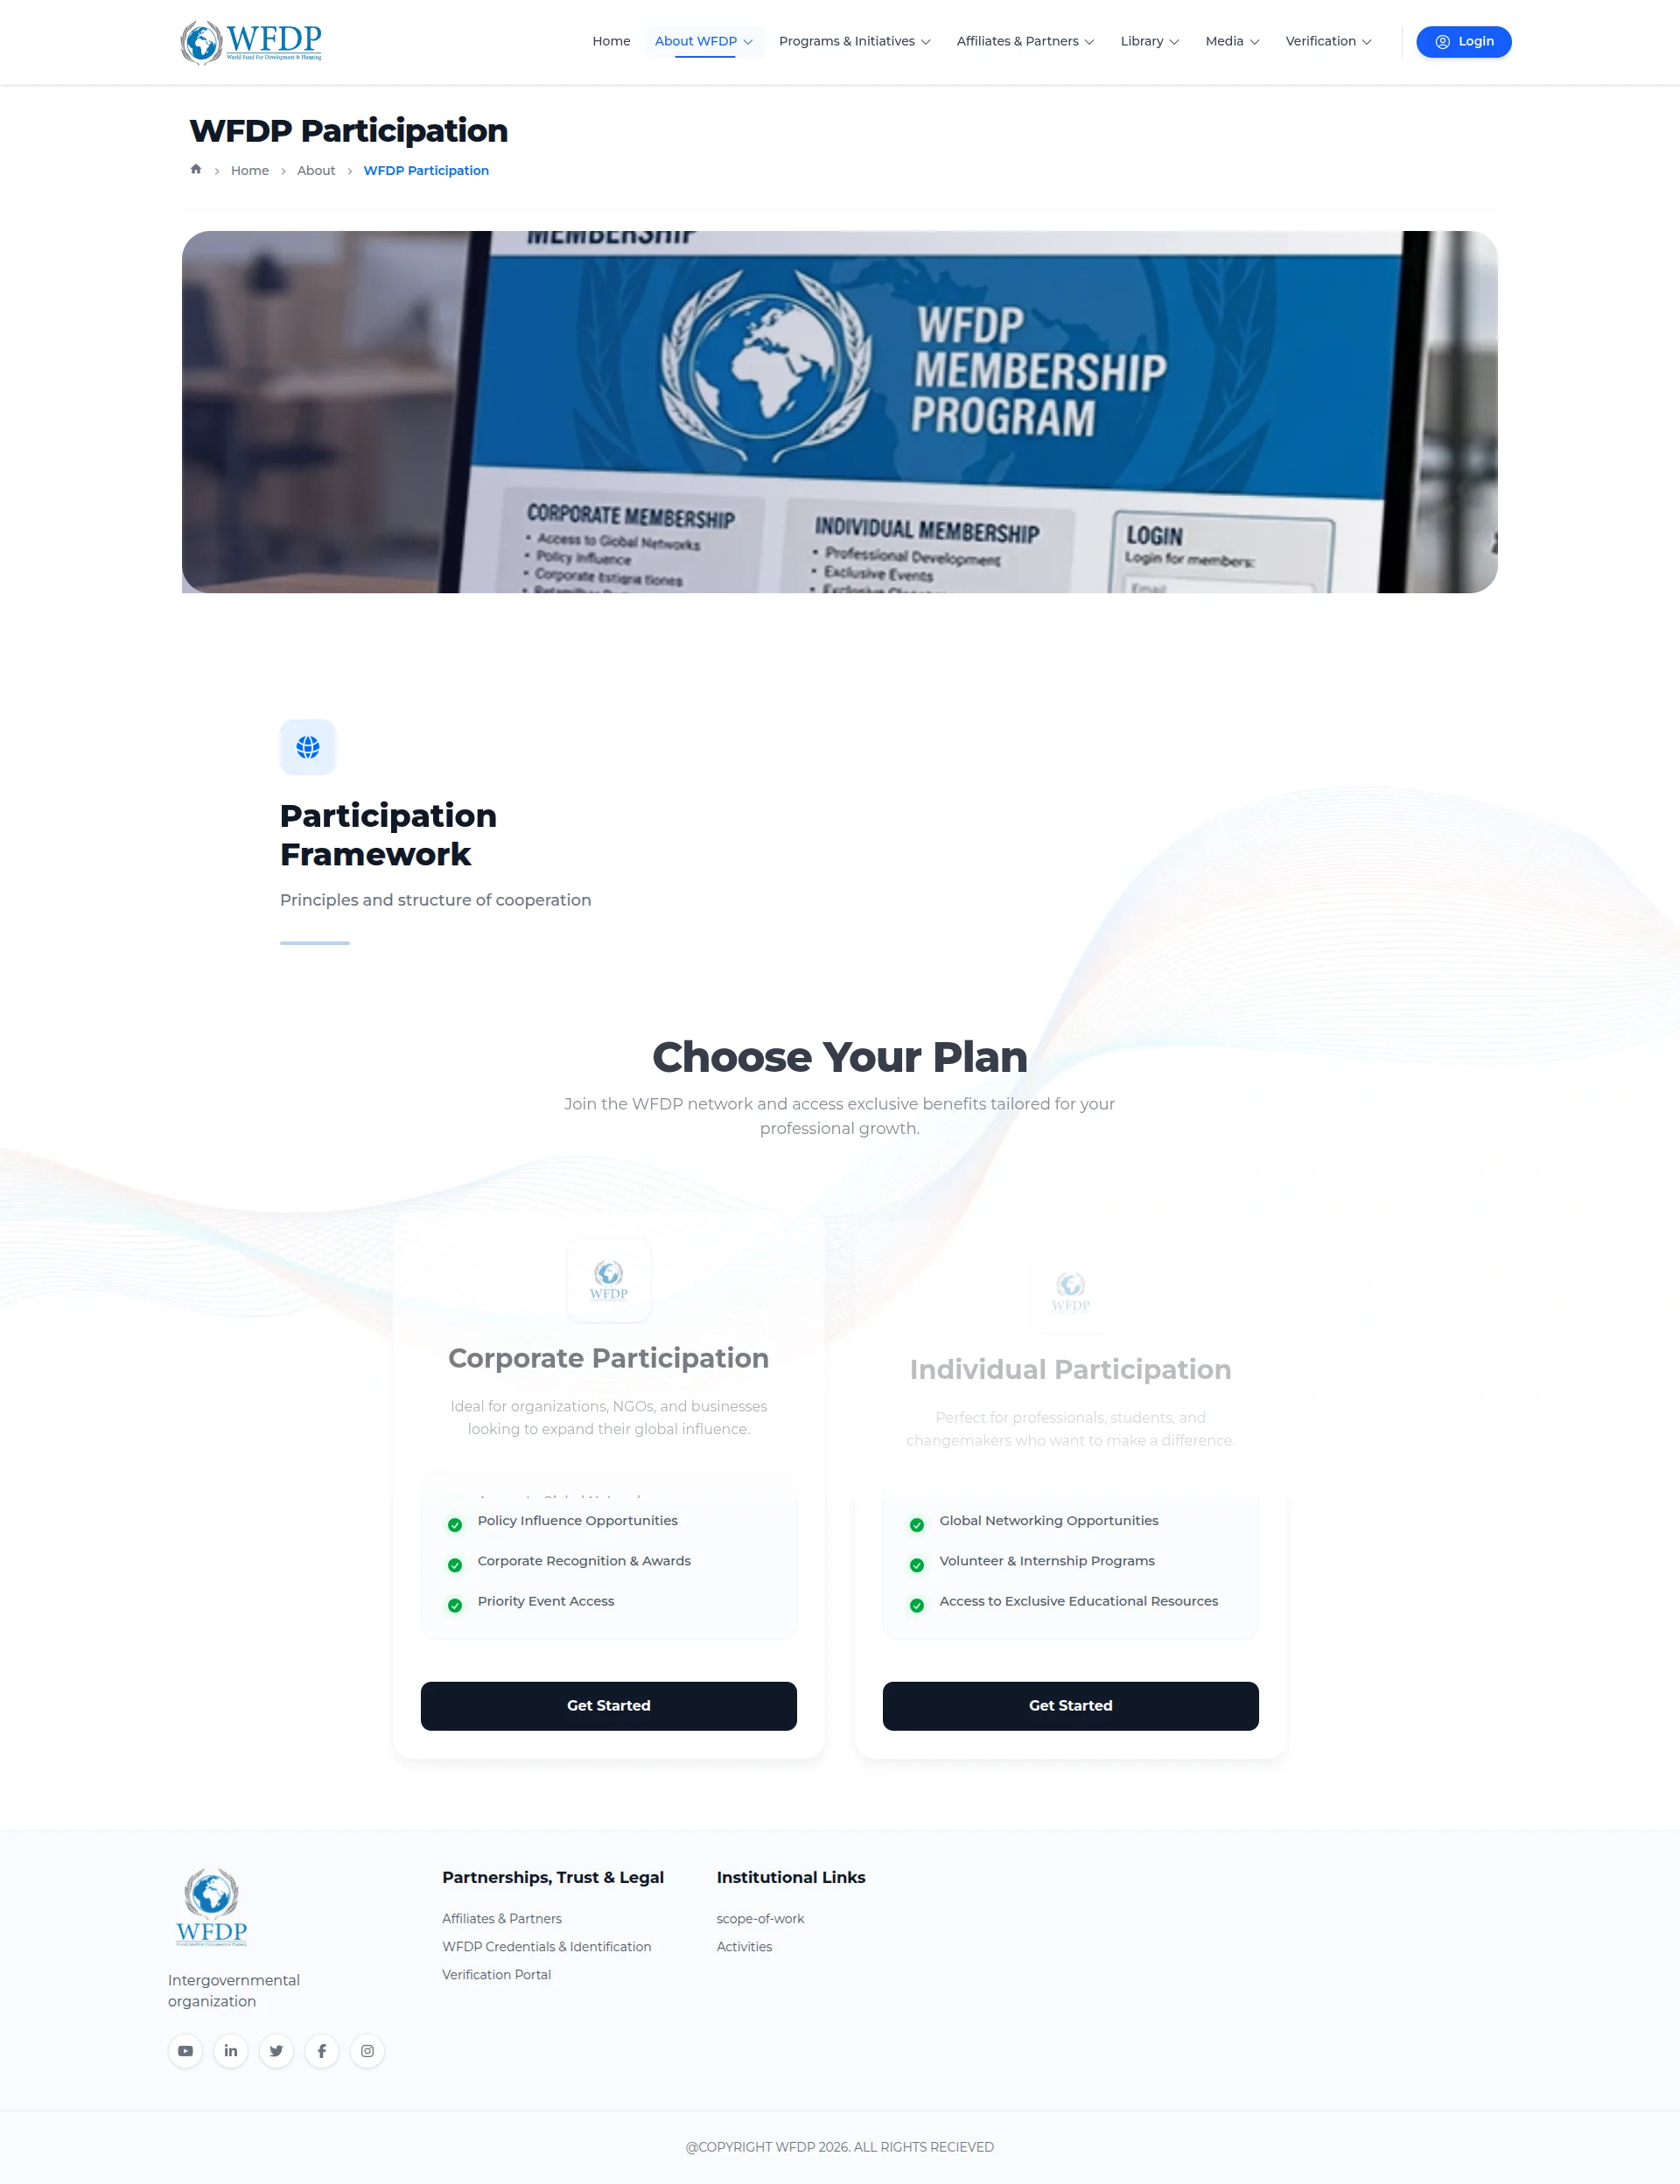 WFDP
World Fund For Development & Planning
Home
About WFDP
Programs & Initiatives
Affiliates & Partners
Library
Media
Verification
Login
WFDP Participation
Home
About
WFDP Participation
MEMBERSHIP
WFDP
MEMBERSHIP
PROGRAM
CORPORATE MEMBERSHIP
• Access to Global Networks
• Policy Influence
• Corporate
INDIVIDUAL MEMBERSHIP
• Professional Development
• Exclusive Events
• Exclusive
LOGIN
Login for members:
Email
Participation
Framework
Principles and structure of cooperation
Choose Your Plan
Join the WFDP network and access exclusive benefits tailored for your
professional growth.
WFDP
Corporate Participation
Ideal for organizations, NGOs, and businesses
looking to expand their global influence.
Policy Influence Opportunities
Corporate Recognition & Awards
Priority Event Access
Get Started
WFDP
Individual Participation
Perfect for professionals, students, and
changemakers who want to make a difference.
Global Networking Opportunities
Volunteer & Internship Programs
Access to Exclusive Educational Resources
Get Started
WFDP
Intergovernmental
organization
Partnerships, Trust & Legal
Affiliates & Partners
WFDP Credentials & Identification
Verification Portal
Institutional Links
scope-of-work
Activities
@COPYRIGHT WFDP 2026. ALL RIGHTS RECIEVED